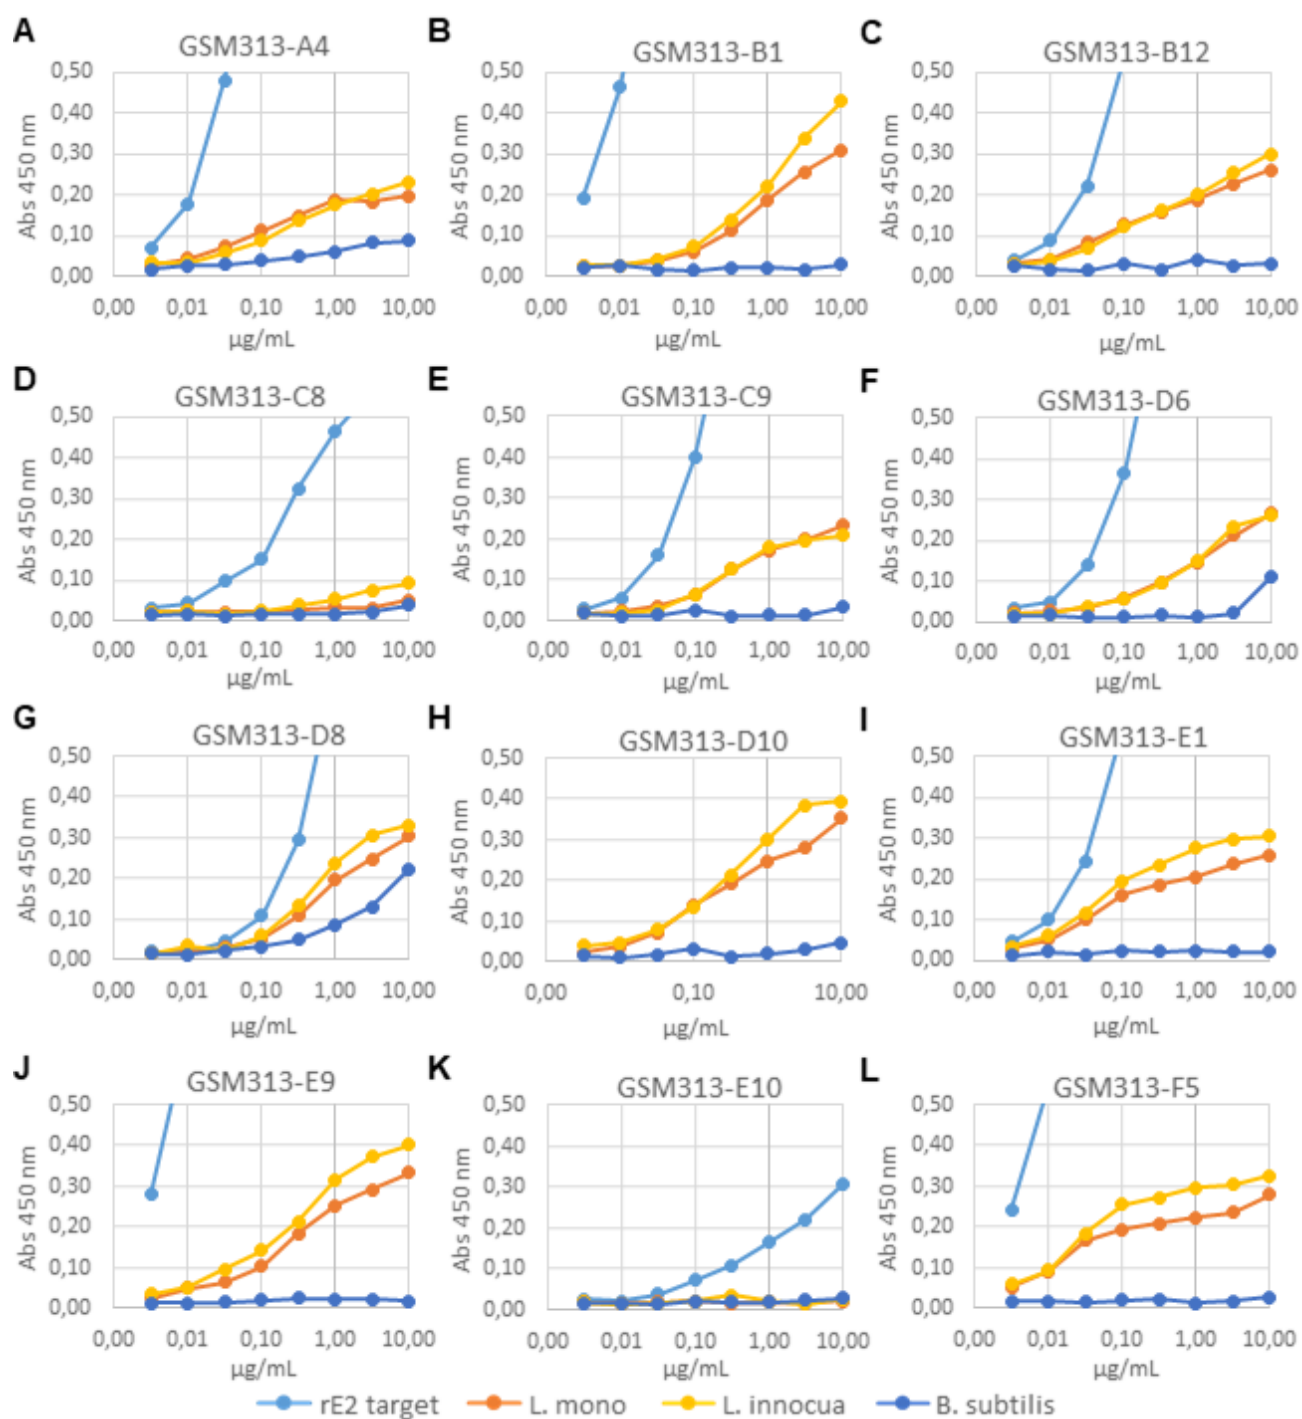 A
GSM313-A4
0,50
0,40
0,30
0,20
0,10
0,00
Abs 450 nm
0,00 0,01 0,10 1,00 10,00
µg/mL
B
GSM313-B1
0,50
0,40
0,30
0,20
0,10
0,00
Abs 450 nm
0,00 0,01 0,10 1,00 10,00
µg/mL
C
GSM313-B12
0,50
0,40
0,30
0,20
0,10
0,00
Abs 450 nm
0,00 0,01 0,10 1,00 10,00
µg/mL
D
GSM313-C8
0,50
0,40
0,30
0,20
0,10
0,00
Abs 450 nm
0,00 0,01 0,10 1,00 10,00
µg/mL
E
GSM313-C9
0,50
0,40
0,30
0,20
0,10
0,00
Abs 450 nm
0,00 0,01 0,10 1,00 10,00
µg/mL
F
GSM313-D6
0,50
0,40
0,30
0,20
0,10
0,00
Abs 450 nm
0,00 0,01 0,10 1,00 10,00
µg/mL
G
GSM313-D8
0,50
0,40
0,30
0,20
0,10
0,00
Abs 450 nm
0,00 0,01 0,10 1,00 10,00
µg/mL
H
GSM313-D10
0,50
0,40
0,30
0,20
0,10
0,00
Abs 450 nm
0,00 0,10 10,00
µg/mL
I
GSM313-E1
0,50
0,40
0,30
0,20
0,10
0,00
Abs 450 nm
0,00 0,01 0,10 1,00 10,00
µg/mL
J
GSM313-E9
0,50
0,40
0,30
0,20
0,10
0,00
Abs 450 nm
0,00 0,01 0,10 1,00 10,00
µg/mL
K
GSM313-E10
0,50
0,40
0,30
0,20
0,10
0,00
Abs 450 nm
0,00 0,01 0,10 1,00 10,00
µg/mL
L
GSM313-F5
0,50
0,40
0,30
0,20
0,10
0,00
Abs 450 nm
0,00 0,01 0,10 1,00 10,00
µg/mL
rE2 target L. mono L. innocua B. subtilis